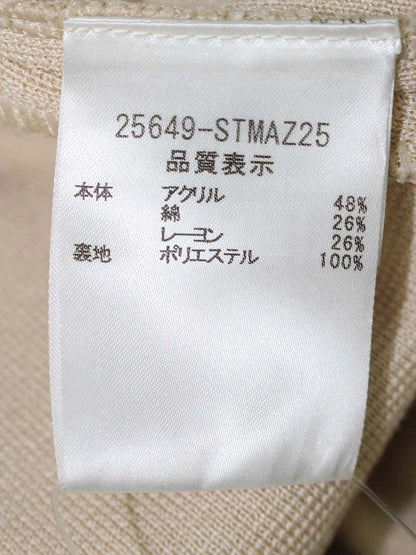 25649-STMAZ25
品質表示
本体 アクリル 48%
綿 26%
レーヨン 26%
裏地 ポリエステル 100%